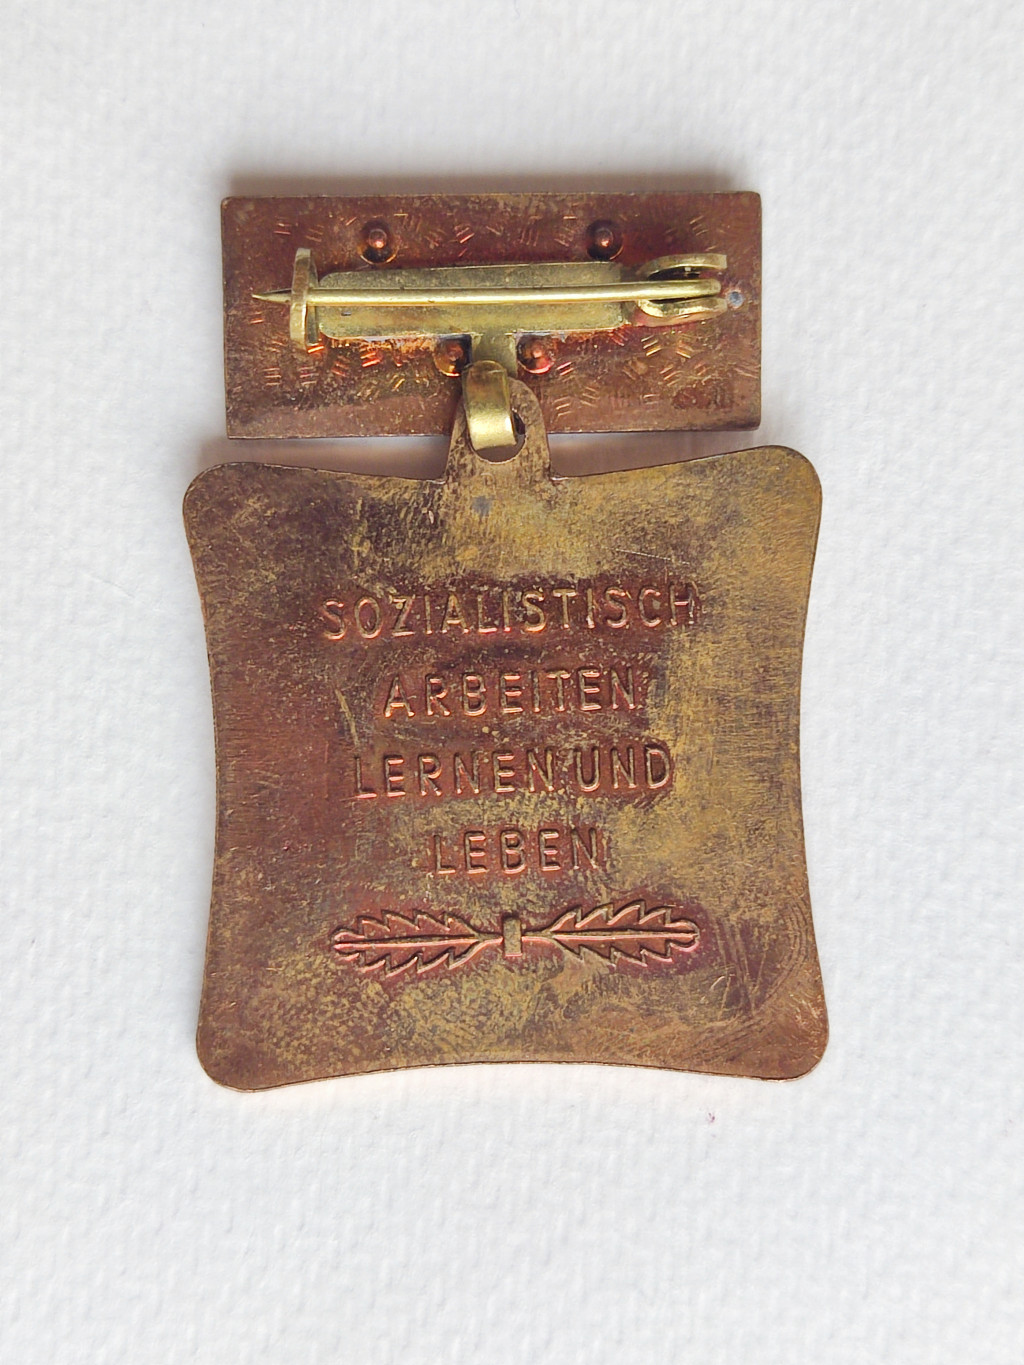 SOZIALISTISCH
ARBEITEN
LERNEN UND
LEBEN